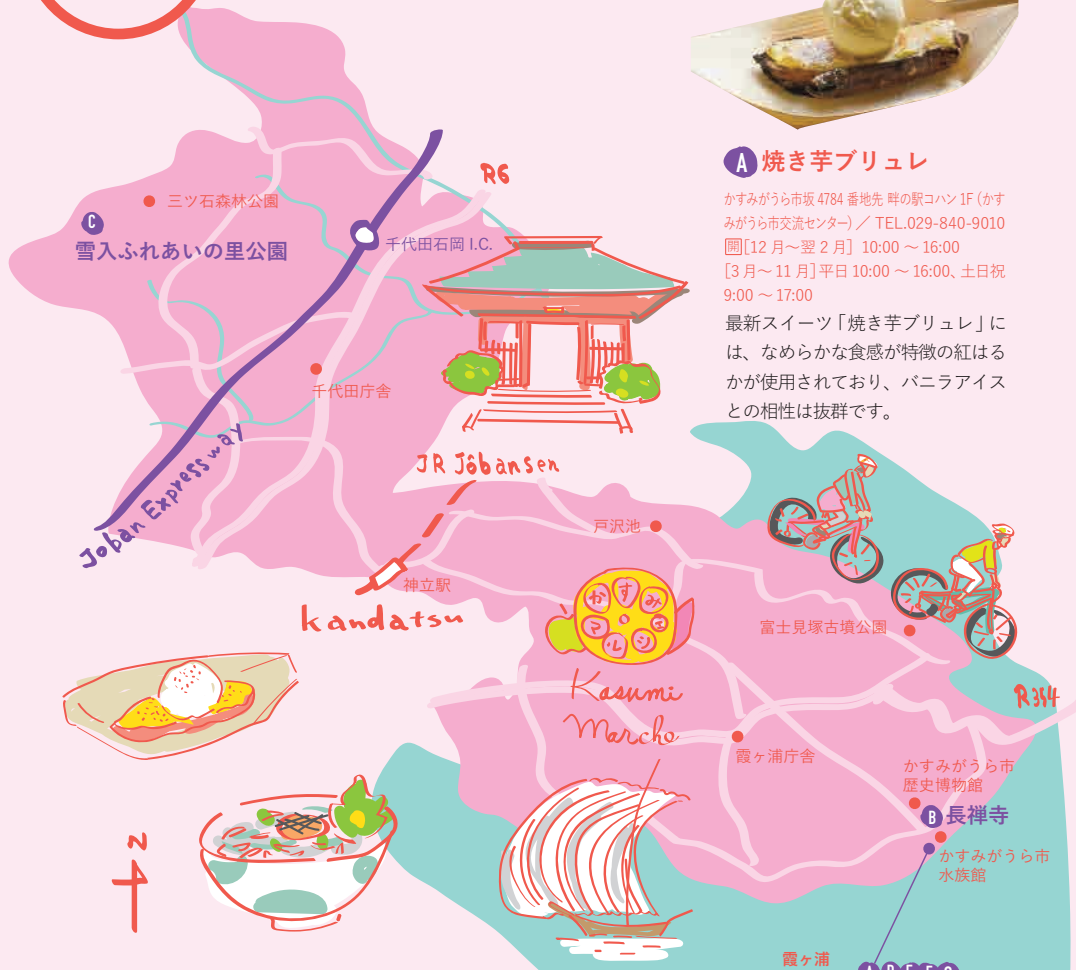 R6
三ツ石森林公園
C
雪入ふれあいの里公園
千代田石岡 I.C.
千代田庁舎
Joban Expressway
A 焼き芋ブリュレ
かすみがうら市坂 4784 番地先 畔の駅コハン 1F（かす
みがうら市交流センター）／ TEL.029-840-9010
開［12 月～翌 2 月］ 10:00 ～ 16:00
［3 月～ 11 月］平日 10:00 ～ 16:00、土日祝
9:00 ～ 17:00
最新スイーツ「焼き芋ブリュレ」に
は、なめらかな食感が特徴の紅はる
かが使用されており、バニラアイス
との相性は抜群です。
JR Jôbansen
戸沢池
神立駅
kandatsu
かすみ
マルシェ
Kasumi
Marche
富士見塚古墳公園
R354
霞ヶ浦庁舎
かすみがうら市
歴史博物館
B 長禅寺
かすみがうら市
水族館
N
霞ヶ浦